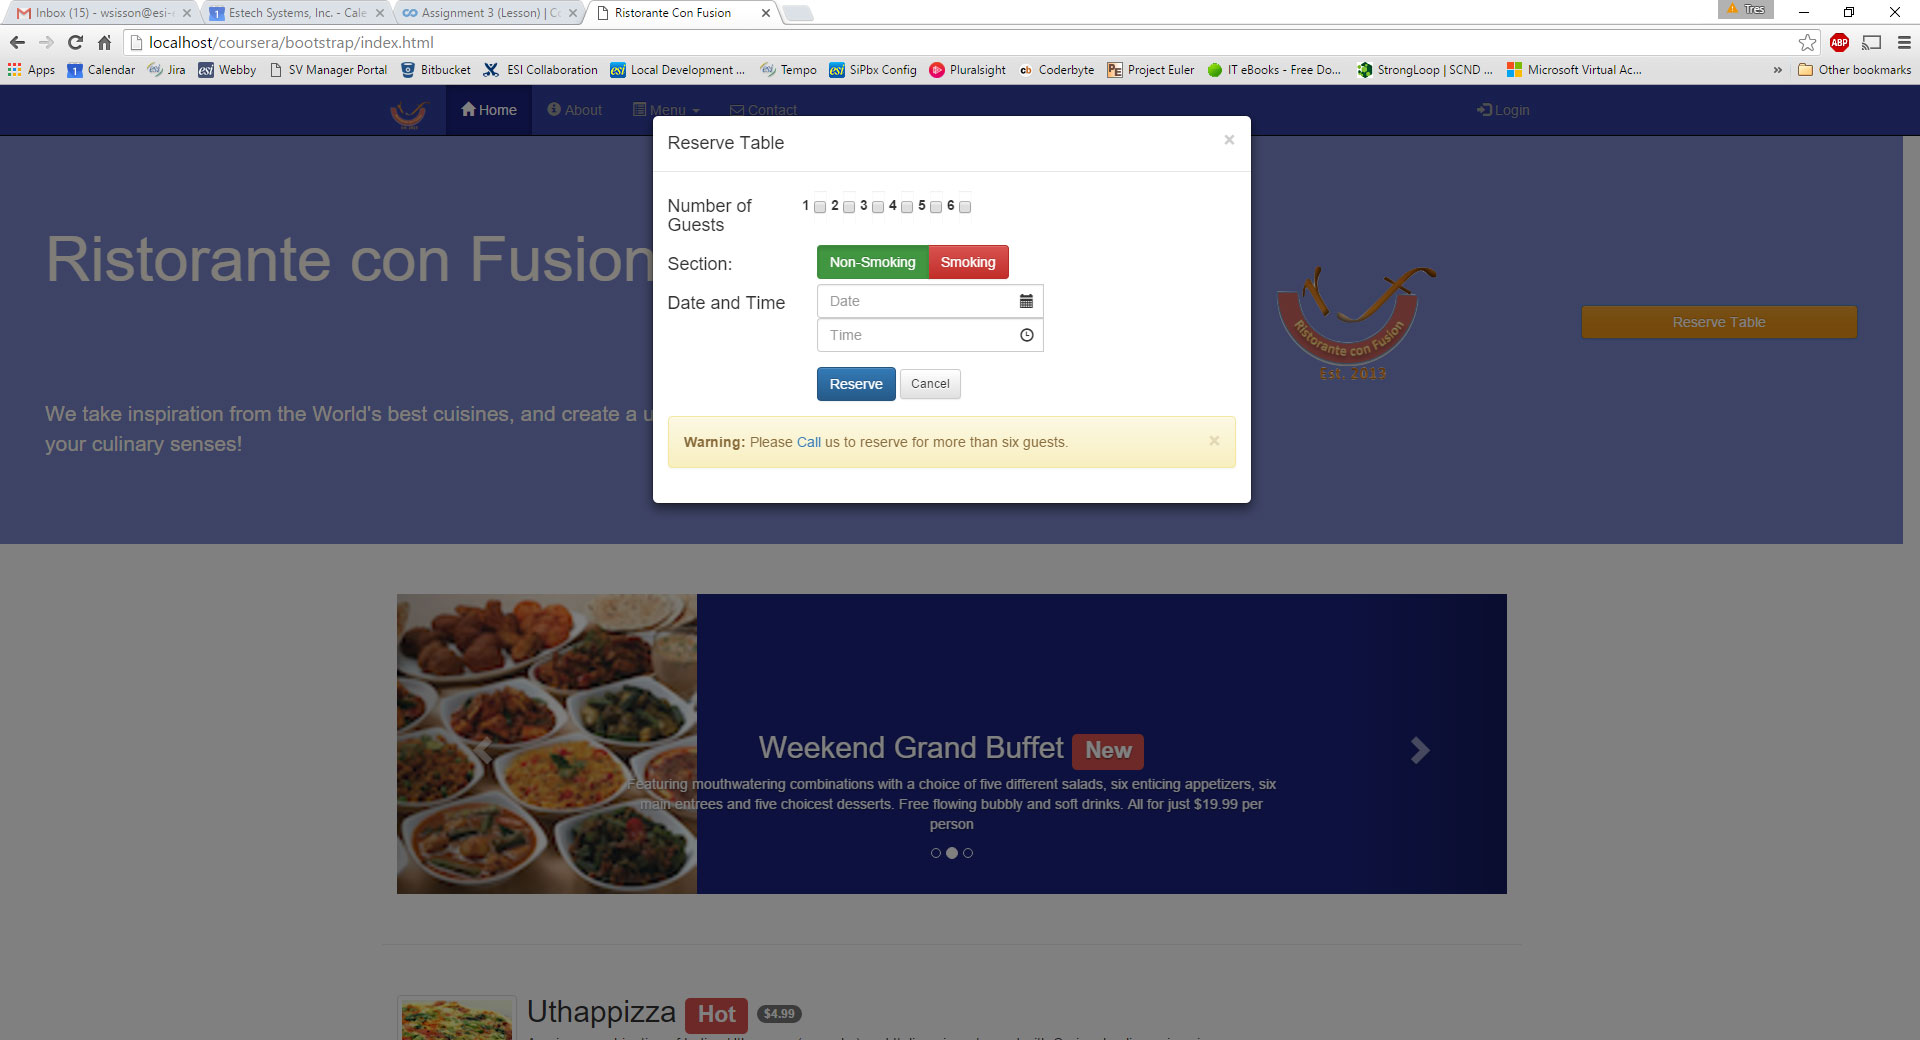 Inbox (15) - wsisson@esi-
Estech Systems, Inc. - Cale
Assignment 3 (Lesson) | Co
Ristorante Con Fusion
Tres
localhost/coursera/bootstrap/index.html
ABP
Apps
Calendar
Jira
Webby
SV Manager Portal
Bitbucket
ESI Collaboration
Local Development ...
Tempo
SiPbx Config
Pluralsight
Coderbyte
Project Euler
IT eBooks - Free Do...
StrongLoop | SCND ...
Microsoft Virtual Ac...
» Other bookmarks
Home
About
Menu
Contact
Login
Reserve Table ×
Number of
Guests
1 2 3 4 5 6
Section:
Non-Smoking Smoking
Date and Time
Date
Time
Reserve Cancel
Warning: Please Call us to reserve for more than six guests. ×
Ristorante con Fusion
We take inspiration from the World's best cuisines, and create a u
your culinary senses!
Ristorante con Fusion
Est. 2013
Reserve Table
Weekend Grand Buffet New
Featuring mouthwatering combinations with a choice of five different salads, six enticing appetizers, six
main entrees and five choicest desserts. Free flowing bubbly and soft drinks. All for just $19.99 per
person
Uthappizza Hot $4.99